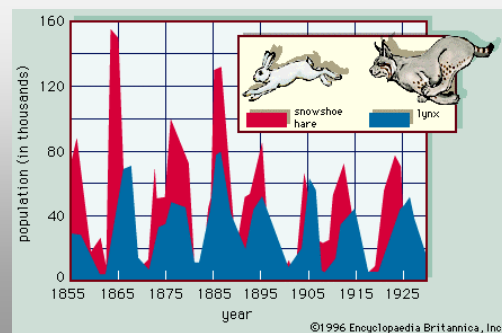 160
120
80
40
0
population (in thousands)
snowshoe
hare
lynx
1855 1865 1875 1885 1895 1905 1915 1925
year
©1996 Encyclopaedia Britannica, Inc